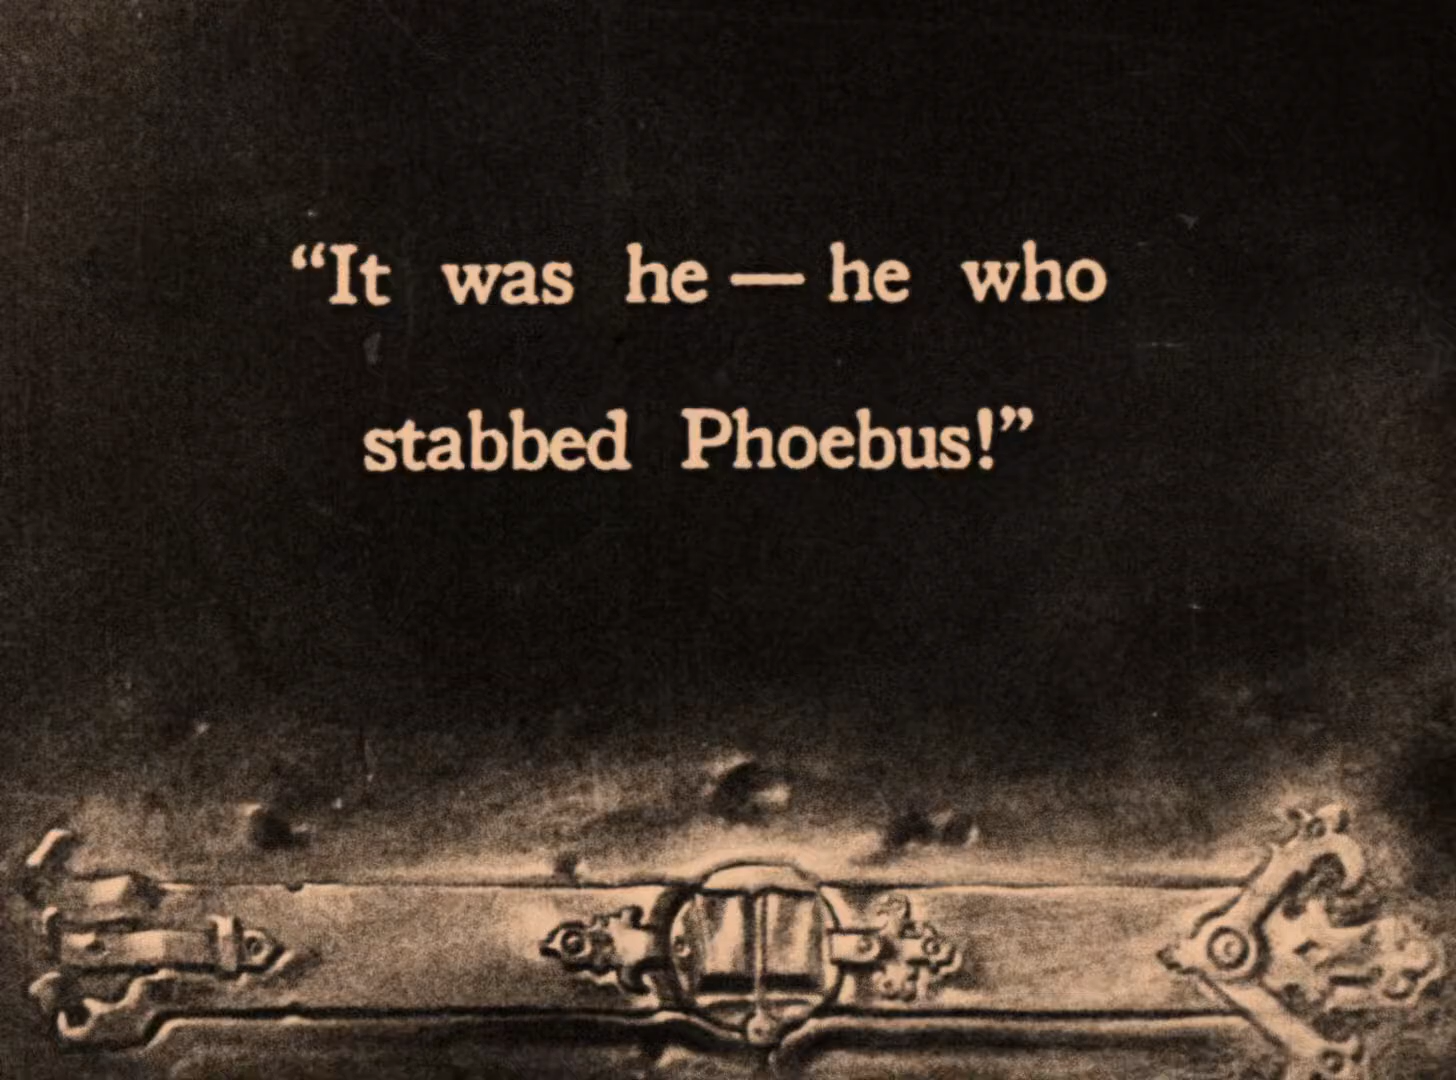 “It was he — he who
stabbed Phoebus!”